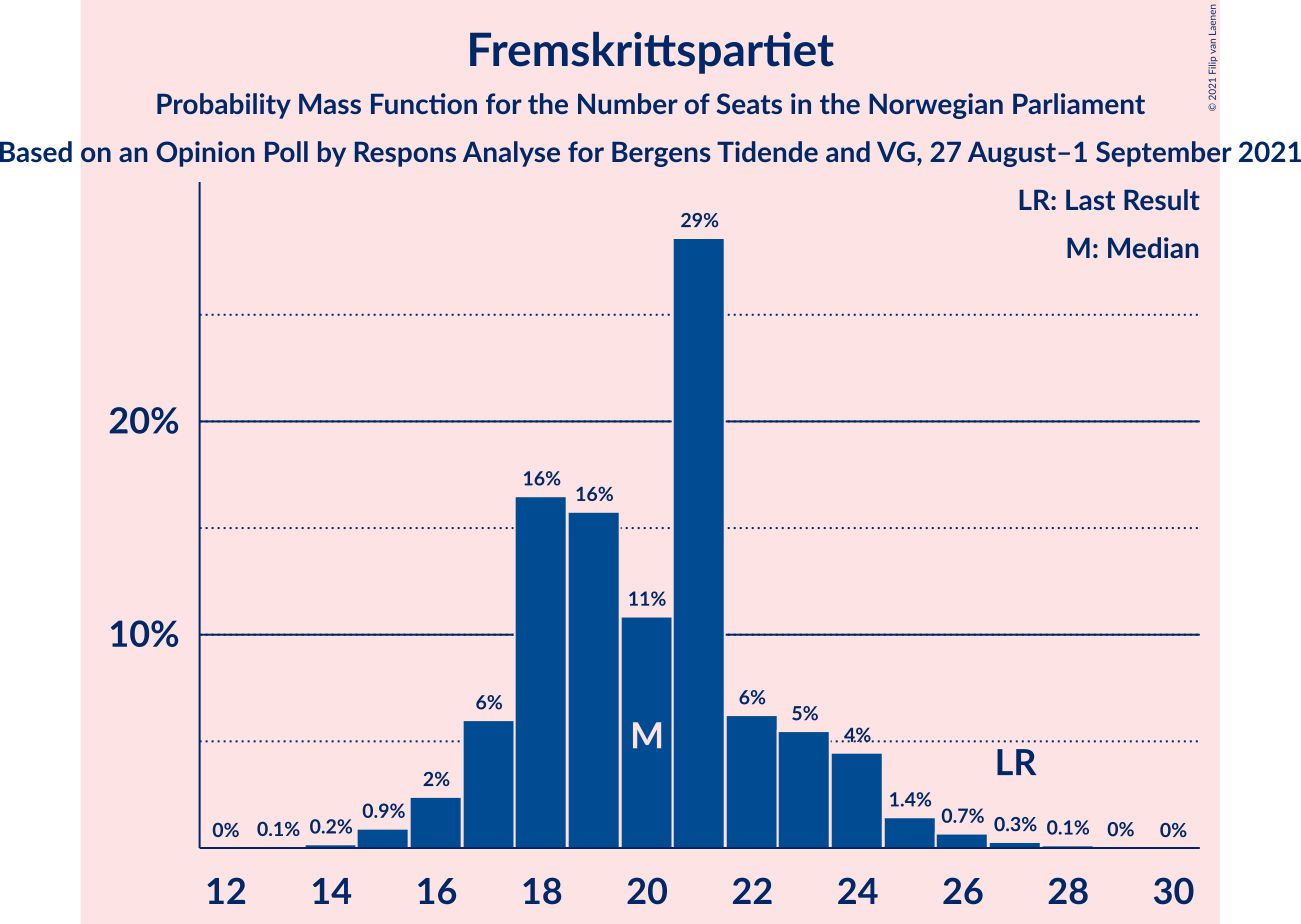 Fremskrittspartiet
Probability Mass Function for the Number of Seats in the Norwegian Parliament
Based on an Opinion Poll by Respons Analyse for Bergens Tidende and VG, 27 August–1 September 2021
© 2021 Filip van Laenen
LR: Last Result
M: Median
29%
20%
16%
16%
11%
10%
6%
6%
5%
4%
M
LR
2%
0.9%
1.4%
0.7%
0%
0.1%
0.2%
0.3%
0.1%
0%
0%
12 14 16 18 20 22 24 26 28 30